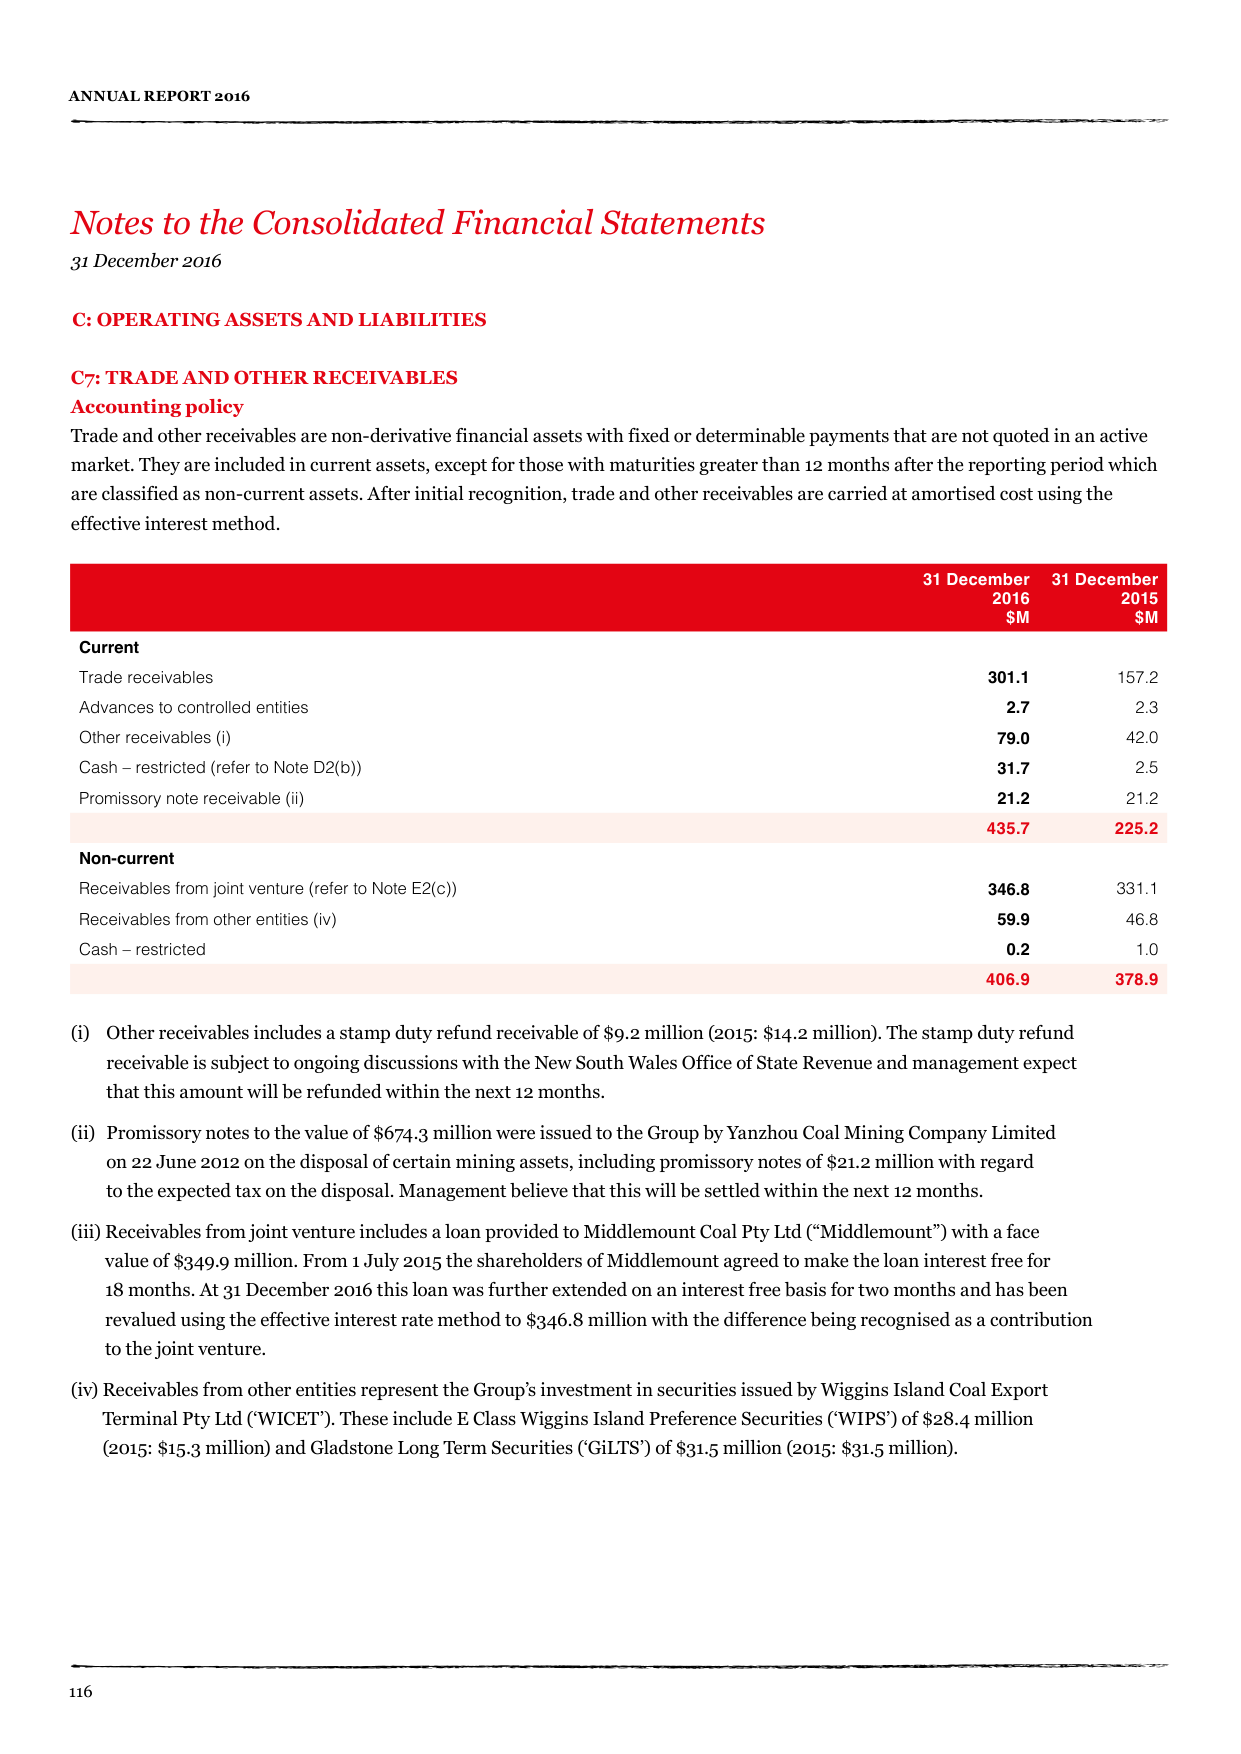 ANNUAL REPORT 2016
Notes to the Consolidated Financial Statements
31 December 2016
C: OPERATING ASSETS AND LIABILITIES
C7: TRADE AND OTHER RECEIVABLES
Accounting policy
Trade and other receivables are non-derivative financial assets with fixed or determinable payments that are not quoted in an active
market. They are included in current assets, except for those with maturities greater than 12 months after the reporting period which
are classified as non-current assets. After initial recognition, trade and other receivables are carried at amortised cost using the
effective interest method.
31 December 31 December
2016 2015
$M $M
Current
Trade receivables 301.1 157.2
Advances to controlled entities 2.7 2.3
Other receivables (i) 79.0 42.0
Cash – restricted (refer to Note D2(b)) 31.7 2.5
Promissory note receivable (ii) 21.2 21.2
435.7 225.2
Non-current
Receivables from joint venture (refer to Note E2(c)) 346.8 331.1
Receivables from other entities (iv) 59.9 46.8
Cash – restricted 0.2 1.0
406.9 378.9
(i) Other receivables includes a stamp duty refund receivable of $9.2 million (2015: $14.2 million). The stamp duty refund
receivable is subject to ongoing discussions with the New South Wales Office of State Revenue and management expect
that this amount will be refunded within the next 12 months.
(ii) Promissory notes to the value of $674.3 million were issued to the Group by Yanzhou Coal Mining Company Limited
on 22 June 2012 on the disposal of certain mining assets, including promissory notes of $21.2 million with regard
to the expected tax on the disposal. Management believe that this will be settled within the next 12 months.
(iii) Receivables from joint venture includes a loan provided to Middlemount Coal Pty Ltd (“Middlemount”) with a face
value of $349.9 million. From 1 July 2015 the shareholders of Middlemount agreed to make the loan interest free for
18 months. At 31 December 2016 this loan was further extended on an interest free basis for two months and has been
revalued using the effective interest rate method to $346.8 million with the difference being recognised as a contribution
to the joint venture.
(iv) Receivables from other entities represent the Group’s investment in securities issued by Wiggins Island Coal Export
Terminal Pty Ltd (‘WICET’). These include E Class Wiggins Island Preference Securities (‘WIPS’) of $28.4 million
(2015: $15.3 million) and Gladstone Long Term Securities (‘GiLTS’) of $31.5 million (2015: $31.5 million).
116